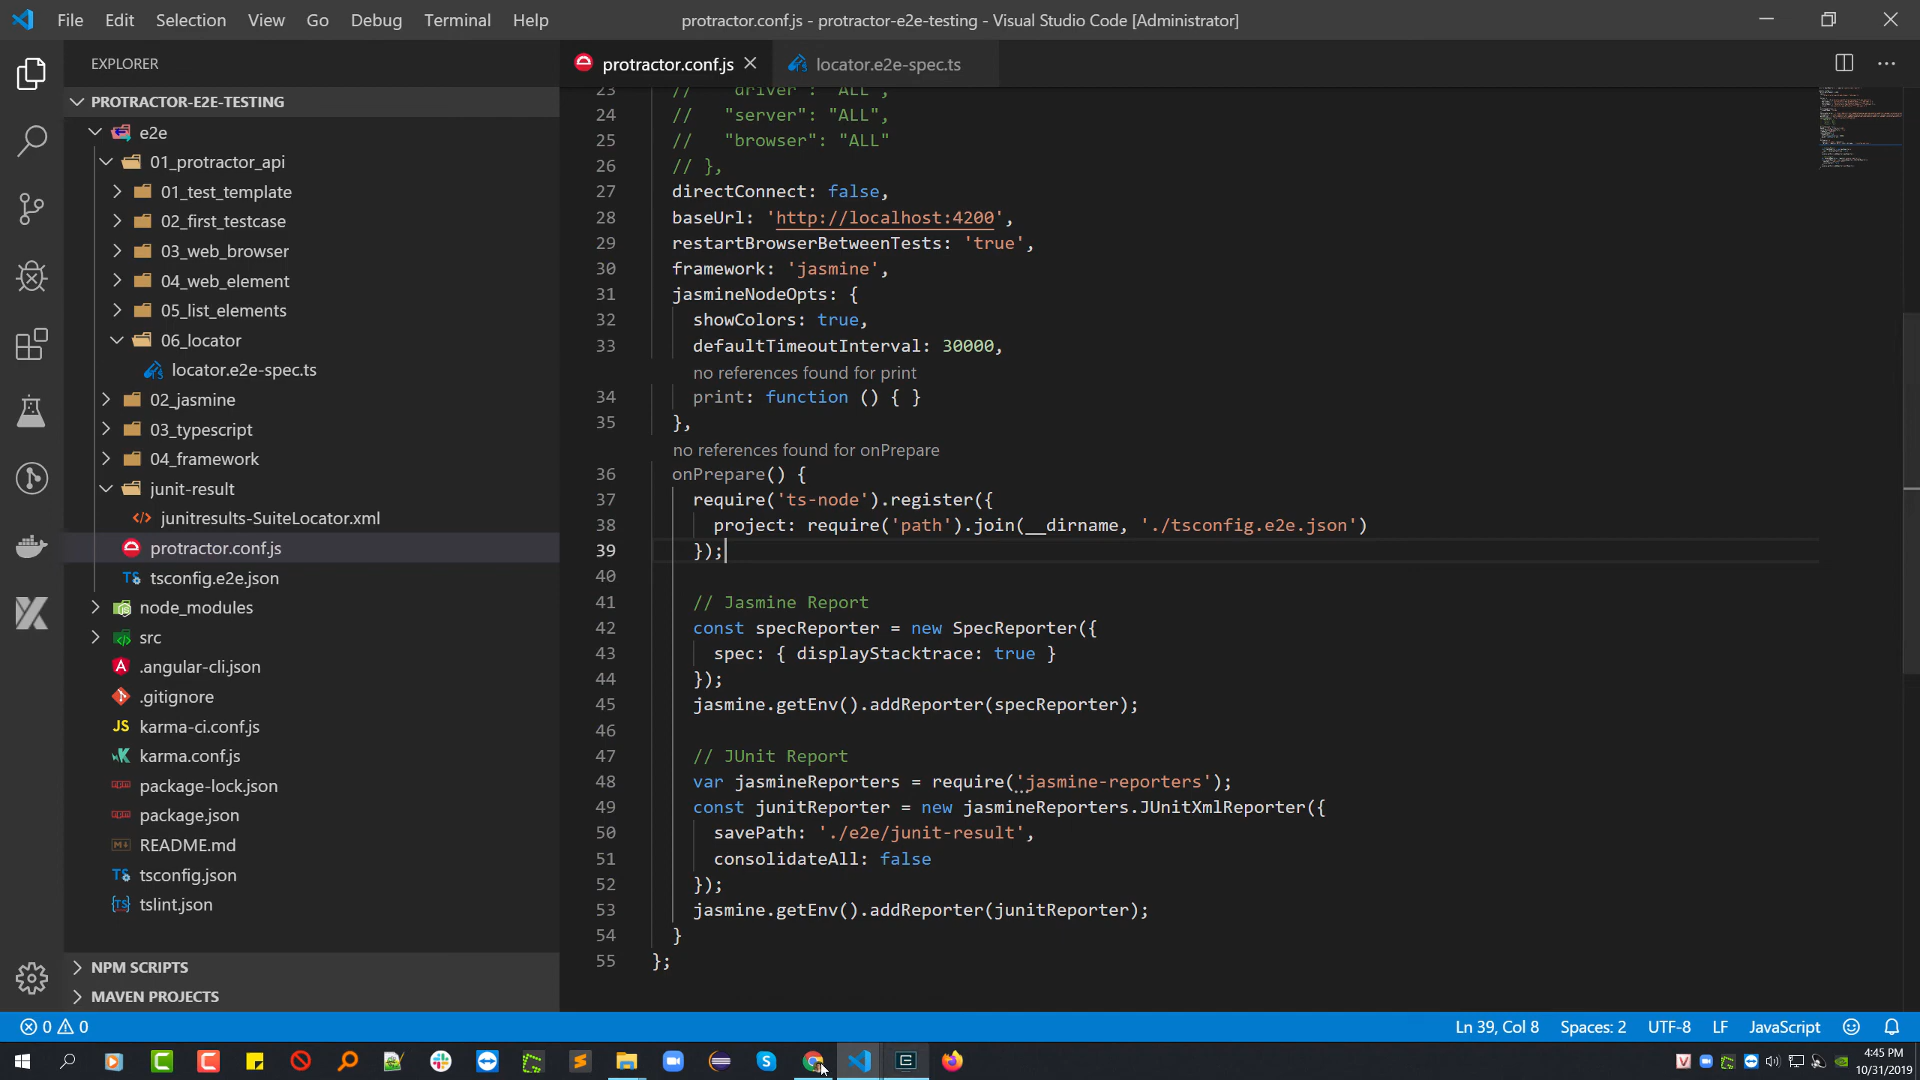 File Edit Selection View Go Debug Terminal Help
protractor.conf.js - protractor-e2e-testing - Visual Studio Code [Administrator]
EXPLORER
PROTRACTOR-E2E-TESTING
e2e
01_protractor_api
01_test_template
02_first_testcase
03_web_browser
04_web_element
05_list_elements
06_locator
locator.e2e-spec.ts
02_jasmine
03_typescript
04_framework
junit-result
junitresults-SuiteLocator.xml
protractor.conf.js
TS tsconfig.e2e.json
node_modules
src
.angular-cli.json
.gitignore
JS karma-ci.conf.js
karma.conf.js
package-lock.json
package.json
README.md
TS tsconfig.json
tslint.json
NPM SCRIPTS
MAVEN PROJECTS
protractor.conf.js
locator.e2e-spec.ts
23 // "driver": "ALL",
24 // "server": "ALL",
25 // "browser": "ALL"
26 // },
27 directConnect: false,
28 baseUrl: 'http://localhost:4200',
29 restartBrowserBetweenTests: 'true',
30 framework: 'jasmine',
31 jasmineNodeOpts: {
32 showColors: true,
33 defaultTimeoutInterval: 30000,
no references found for print
34 print: function () { }
35 },
no references found for onPrepare
36 onPrepare() {
37 require('ts-node').register({
38 project: require('path').join(__dirname, './tsconfig.e2e.json')
39 });
40
41 // Jasmine Report
42 const specReporter = new SpecReporter({
43 spec: { displayStacktrace: true }
44 });
45 jasmine.getEnv().addReporter(specReporter);
46
47 // JUnit Report
48 var jasmineReporters = require('jasmine-reporters');
49 const junitReporter = new jasmineReporters.JUnitXmlReporter({
50 savePath: './e2e/junit-result',
51 consolidateAll: false
52 });
53 jasmine.getEnv().addReporter(junitReporter);
54 }
55 };
0 0
Ln 39, Col 8 Spaces: 2 UTF-8 LF JavaScript
4:45 PM
10/31/2019